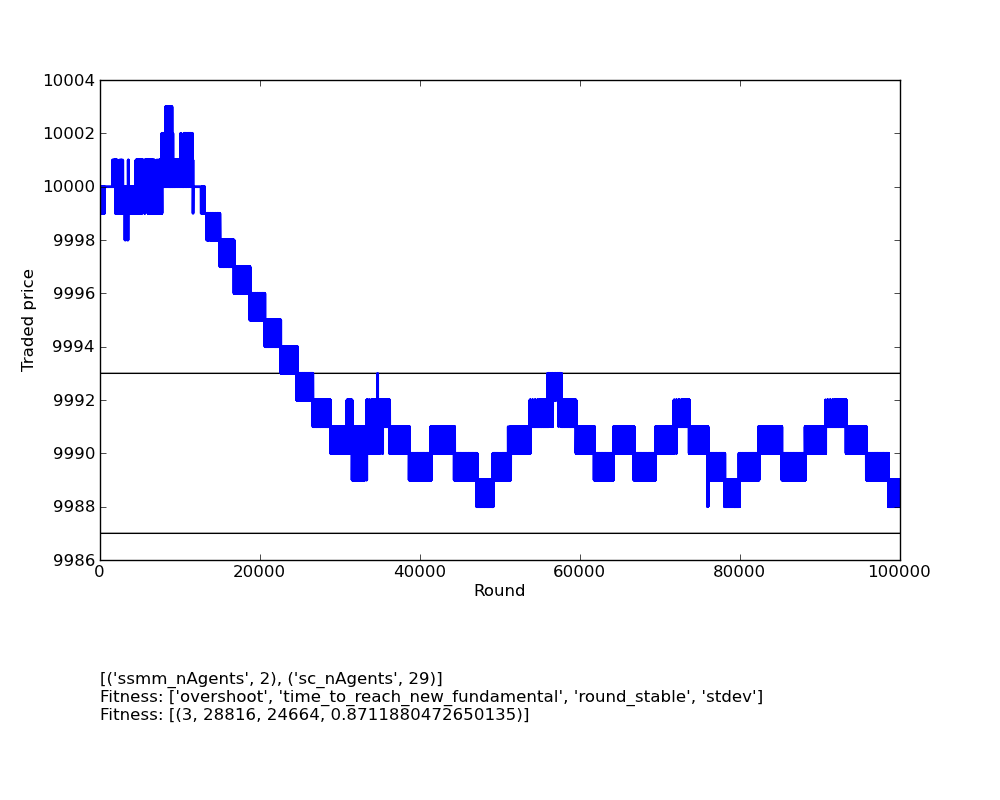 10004
10002
10000
9998
9996
9994
9992
9990
9988
9986
Traded price
0 20000 40000 60000 80000 100000
Round
[('ssmm_nAgents', 2), ('sc_nAgents', 29)]
Fitness: ['overshoot', 'time_to_reach_new_fundamental', 'round_stable', 'stdev']
Fitness: [(3, 28816, 24664, 0.8711880472650135)]